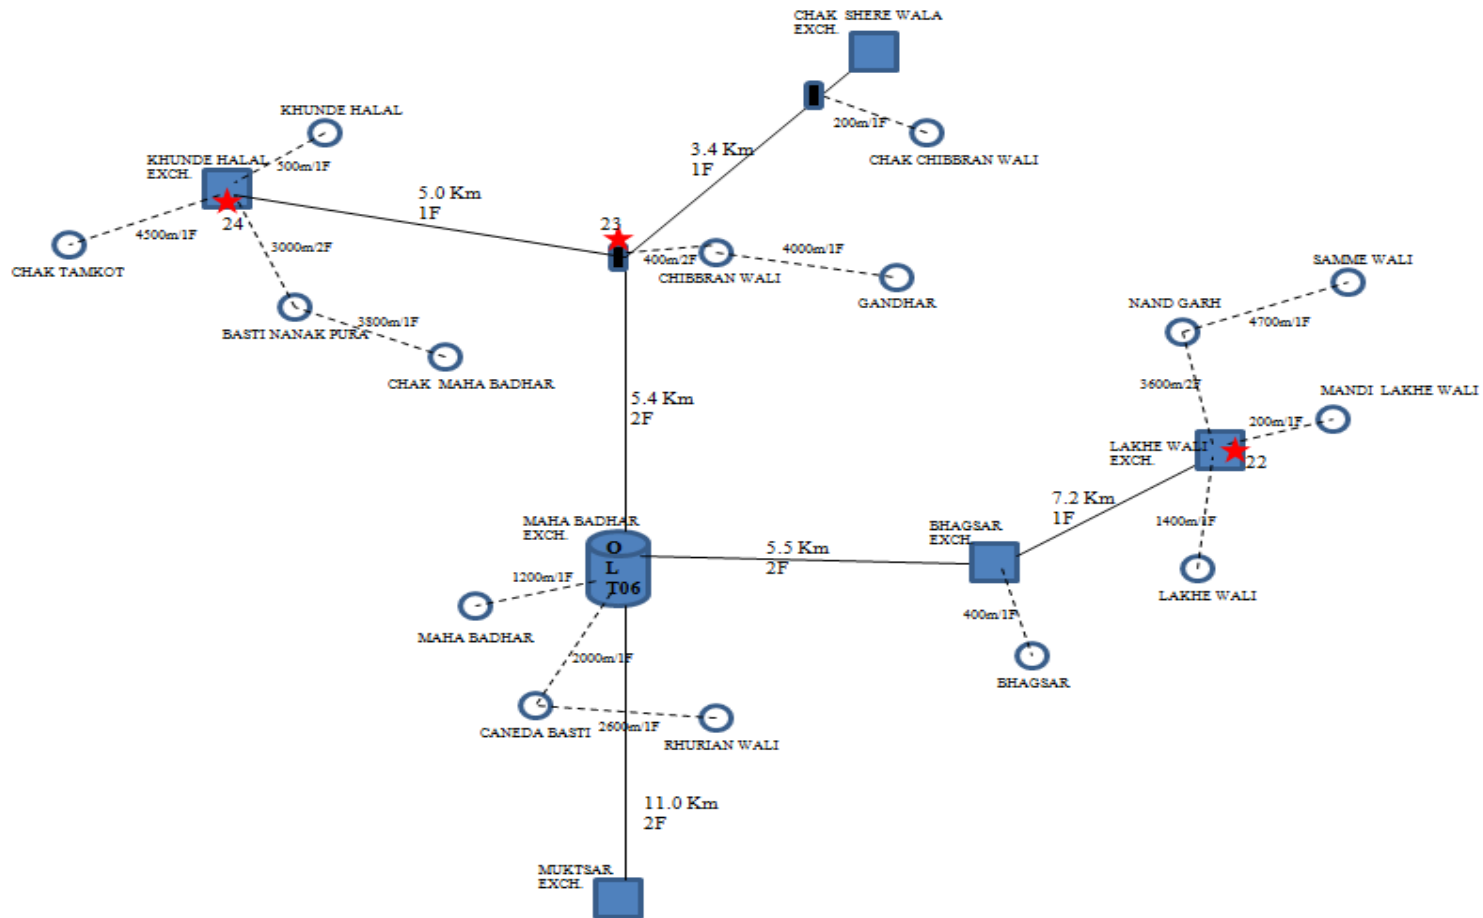 CHAK SHERE WALA
EXCH.
200m/1F
CHAK CHIBBRAN WALI
KHUNDE HALAL
KHUNDE HALAL
EXCH.
500m/1F
24
4500m/1F
CHAK TAMKOT
3000m/2F
BASTI NANAK PURA
3800m/1F
CHAK MAHA BADHAR
5.0 Km
1F
3.4 Km
1F
23
400m/2F
CHIBBRAN WALI
4000m/1F
GANDHAR
SAMME WALI
NAND GARH
4700m/1F
3600m/2F
MANDI LAKHE WALI
200m/1F
LAKHE WALI
EXCH.
22
1400m/1F
LAKHE WALI
5.4 Km
2F
7.2 Km
1F
MAHA BADHAR
EXCH.
O
L
T06
5.5 Km
2F
BHAGSAR
EXCH.
400m/1F
BHAGSAR
1200m/1F
MAHA BADHAR
2000m/1F
CANEDA BASTI
2600m/1F
RHURIAN WALI
11.0 Km
2F
MUKTSAR
EXCH.